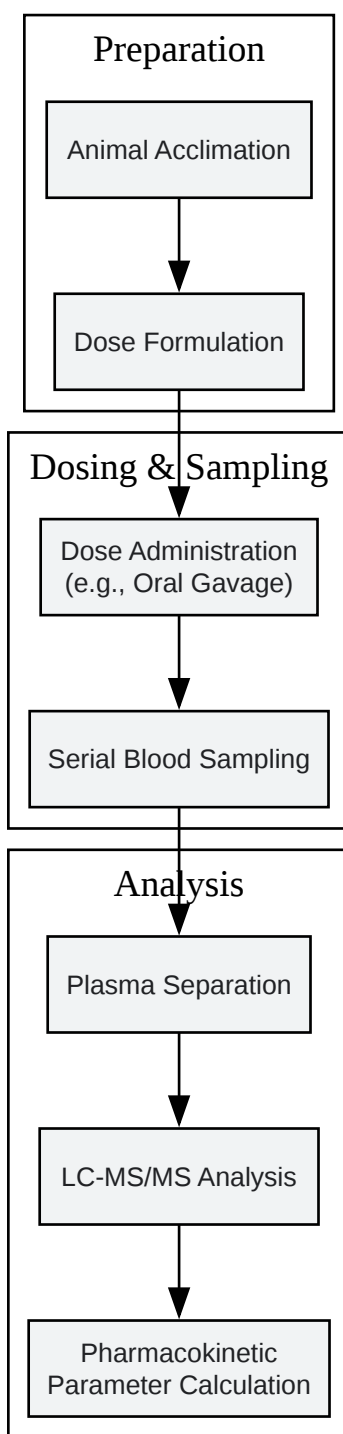 Preparation
Animal Acclimation
Dose Formulation
Dosing & Sampling
Dose Administration
(e.g., Oral Gavage)
Serial Blood Sampling
Analysis
Plasma Separation
LC-MS/MS Analysis
Pharmacokinetic
Parameter Calculation